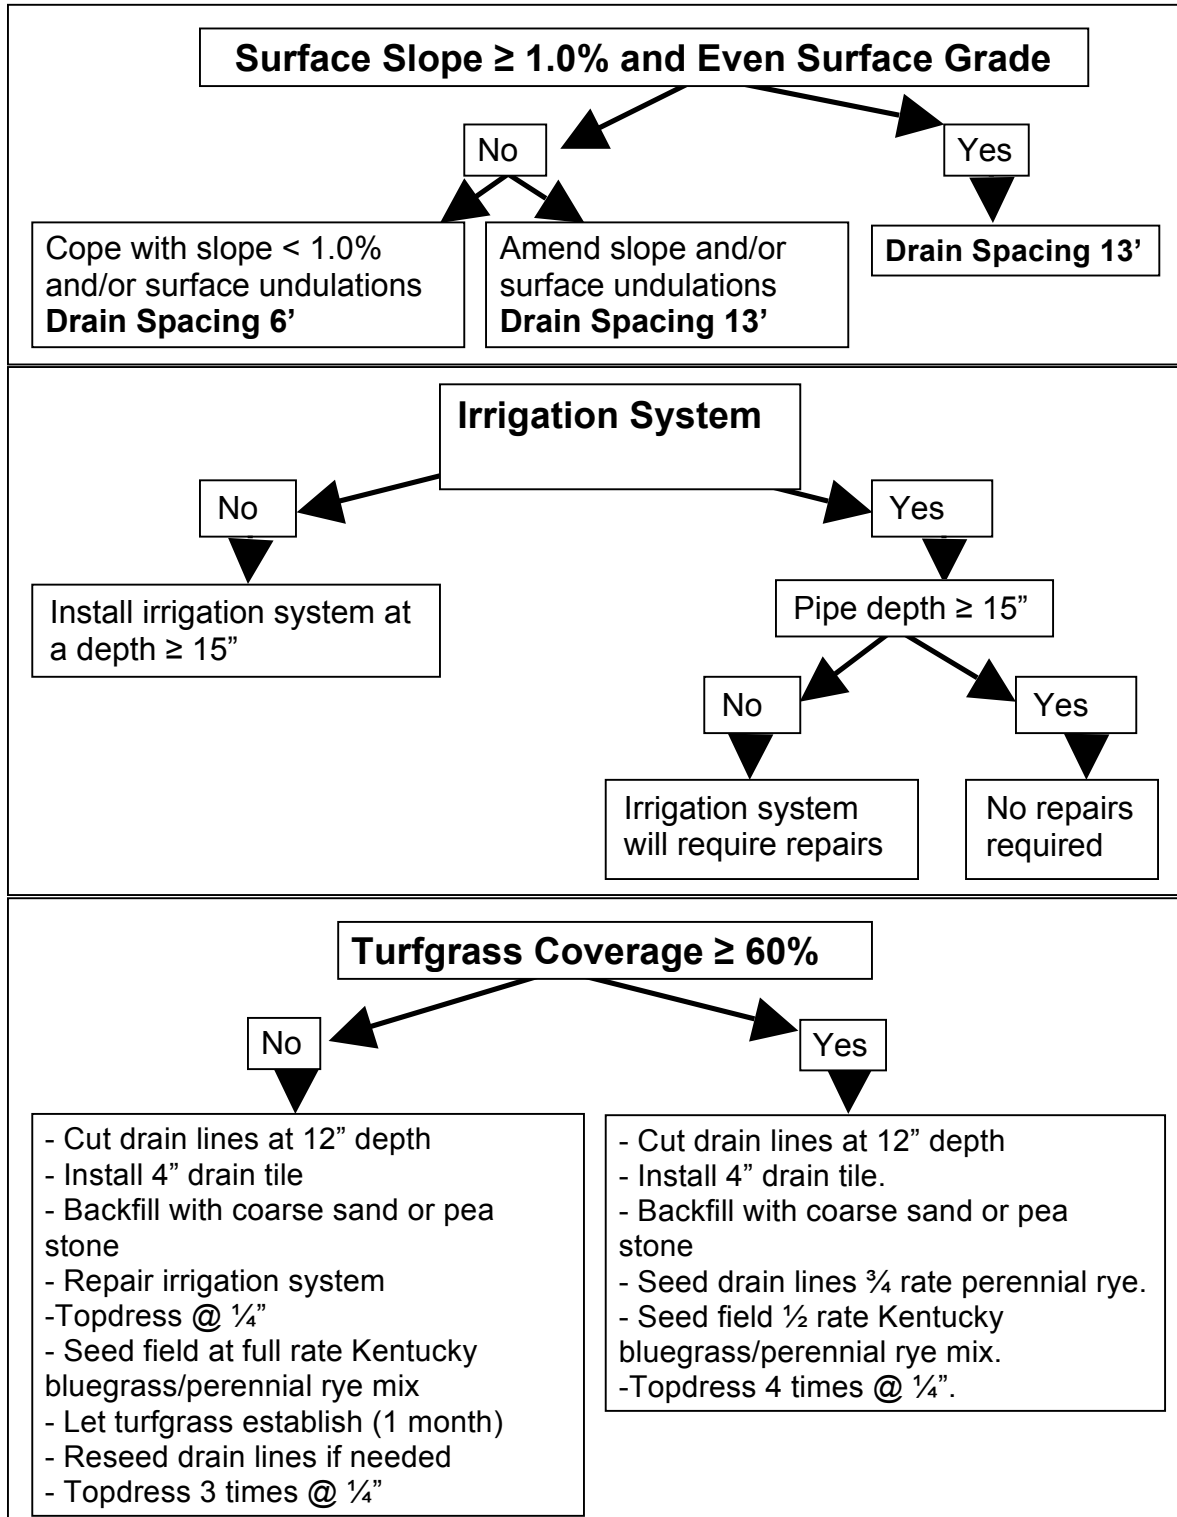 Surface Slope ≥ 1.0% and Even Surface Grade
No
Yes
Cope with slope < 1.0%
and/or surface undulations
Drain Spacing 6’
Amend slope and/or
surface undulations
Drain Spacing 13’
Drain Spacing 13’
Irrigation System
No
Yes
Install irrigation system at
a depth ≥ 15”
Pipe depth ≥ 15”
No
Yes
Irrigation system
will require repairs
No repairs
required
Turfgrass Coverage ≥ 60%
No
Yes
- Cut drain lines at 12” depth
- Install 4” drain tile
- Backfill with coarse sand or pea
stone
- Repair irrigation system
-Topdress @ ¼”
- Seed field at full rate Kentucky
bluegrass/perennial rye mix
- Let turfgrass establish (1 month)
- Reseed drain lines if needed
- Topdress 3 times @ ¼”
- Cut drain lines at 12” depth
- Install 4” drain tile.
- Backfill with coarse sand or pea
stone
- Seed drain lines ¾ rate perennial rye.
- Seed field ½ rate Kentucky
bluegrass/perennial rye mix.
-Topdress 4 times @ ¼”.